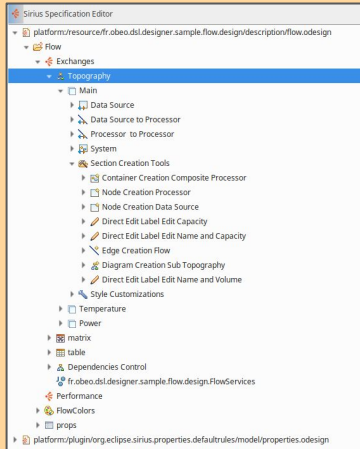 Sirius Specification Editor
platform:/resource/fr.obeo.dsl.designer.sample.flow.design/description/flow.odesign
Flow
Exchanges
Topography
Main
Data Source
Data Source to Processor
Processor to Processor
System
Section Creation Tools
Container Creation Composite Processor
Node Creation Processor
Node Creation Data Source
Direct Edit Label Edit Capacity
Direct Edit Label Edit Name and Capacity
Edge Creation Flow
Diagram Creation Sub Topography
Direct Edit Label Edit Name and Volume
Style Customizations
Temperature
Power
matrix
table
Dependencies Control
fr.obeo.dsl.designer.sample.flow.design.FlowServices
Performance
FlowColors
props
platform:/plugin/org.eclipse.sirius.properties.defaultrules/model/properties.odesign